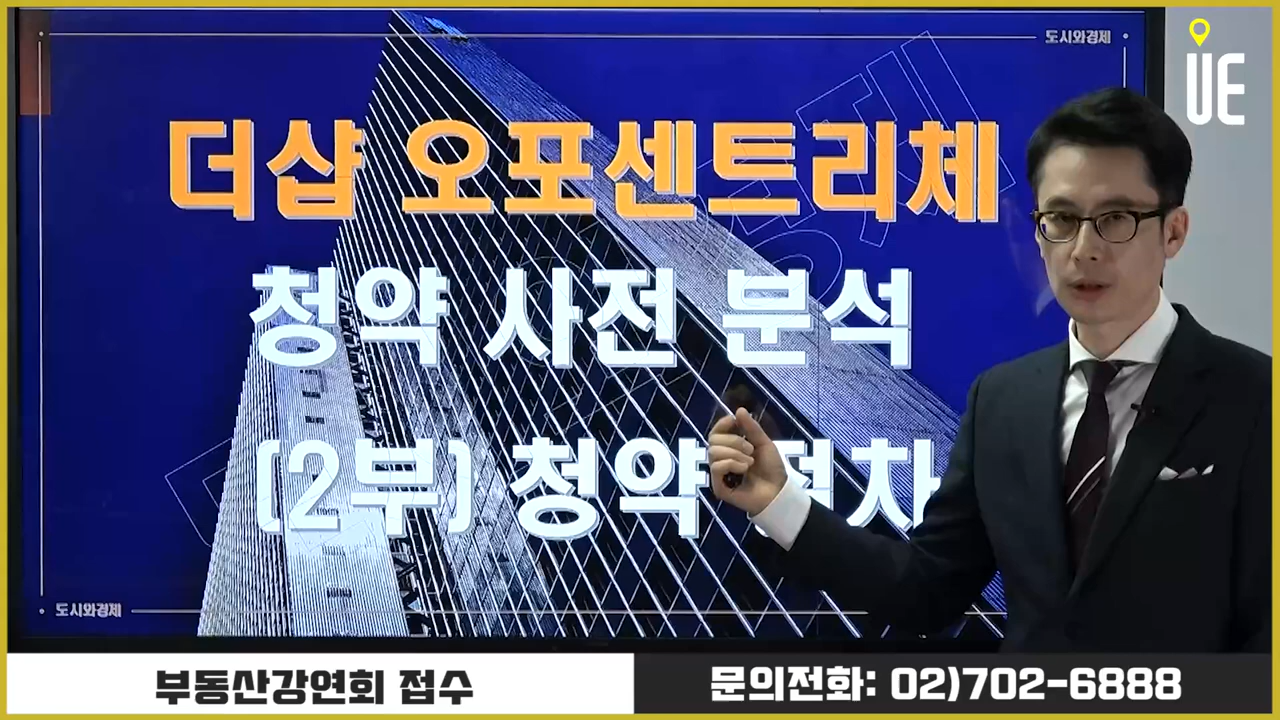 도시와경제
UE
더샵 오포센트리체
청약 사전 분석
(2부) 청약 전차
도시와경제
부동산강연회 접수
문의전화: 02)702-6888